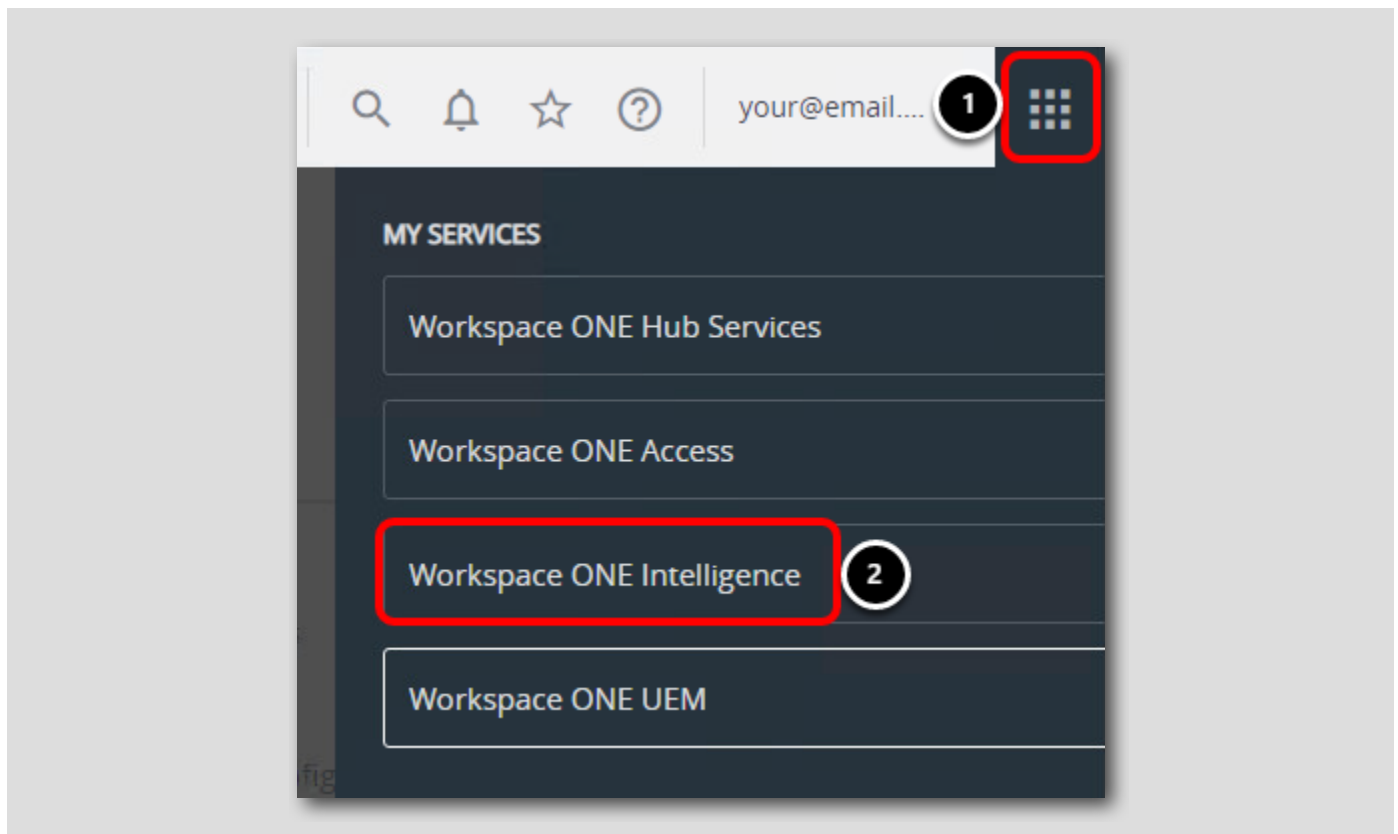 your@email.... 1
MY SERVICES
Workspace ONE Hub Services
Workspace ONE Access
Workspace ONE Intelligence 2
Workspace ONE UEM
fig